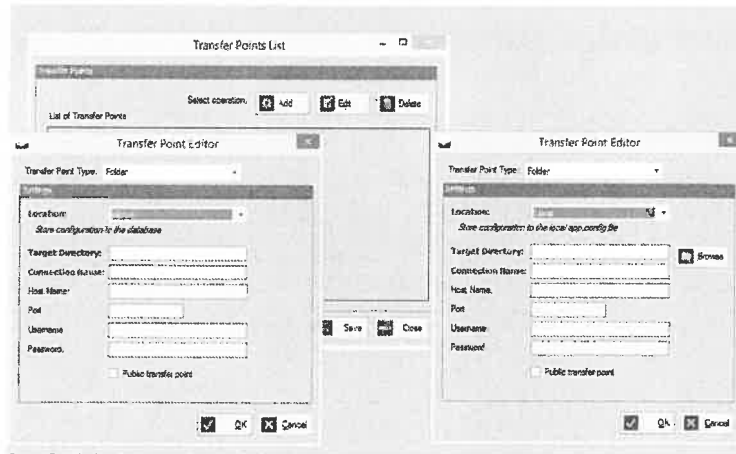 Transfer Points List
Transfer Points
Select operation.
Add
Edit
Delete
List of Transfer Points
Save
Close
Transfer Point Editor
Transfer Point Type: Folder
Settings
Location:
Store configuration to the database
Target Directory:
Connection Name:
Host Name:
Port
Username
Password.
Public transfer point
OK
Cancel
Transfer Point Editor
Transfer Point Type: Folder
Settings
Location: Local
Store configuration to the local app.config file
Target Directory:
Browse
Connection Name:
Host Name.
Port
Username
Password
Public transfer point
Ok
Cancel